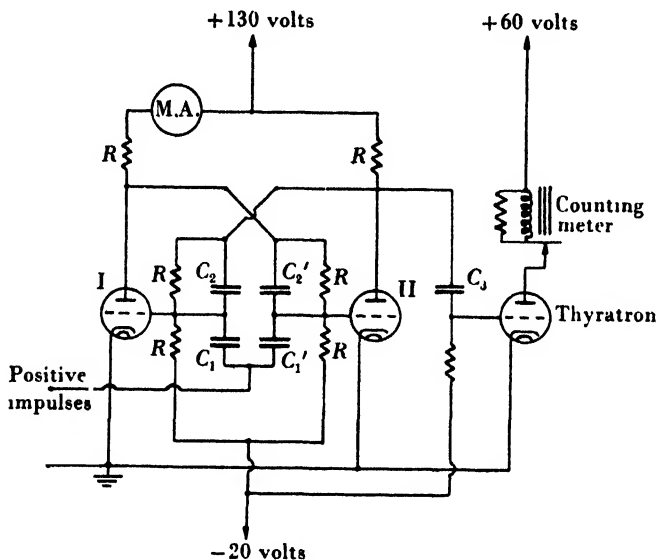 +130 volts
+60 volts
M.A.
R
R
Counting
meter
I
R
C₂
C₂'
R
II
C₃
R
C₁
C₁'
R
Thyratron
Positive
impulses
−20 volts